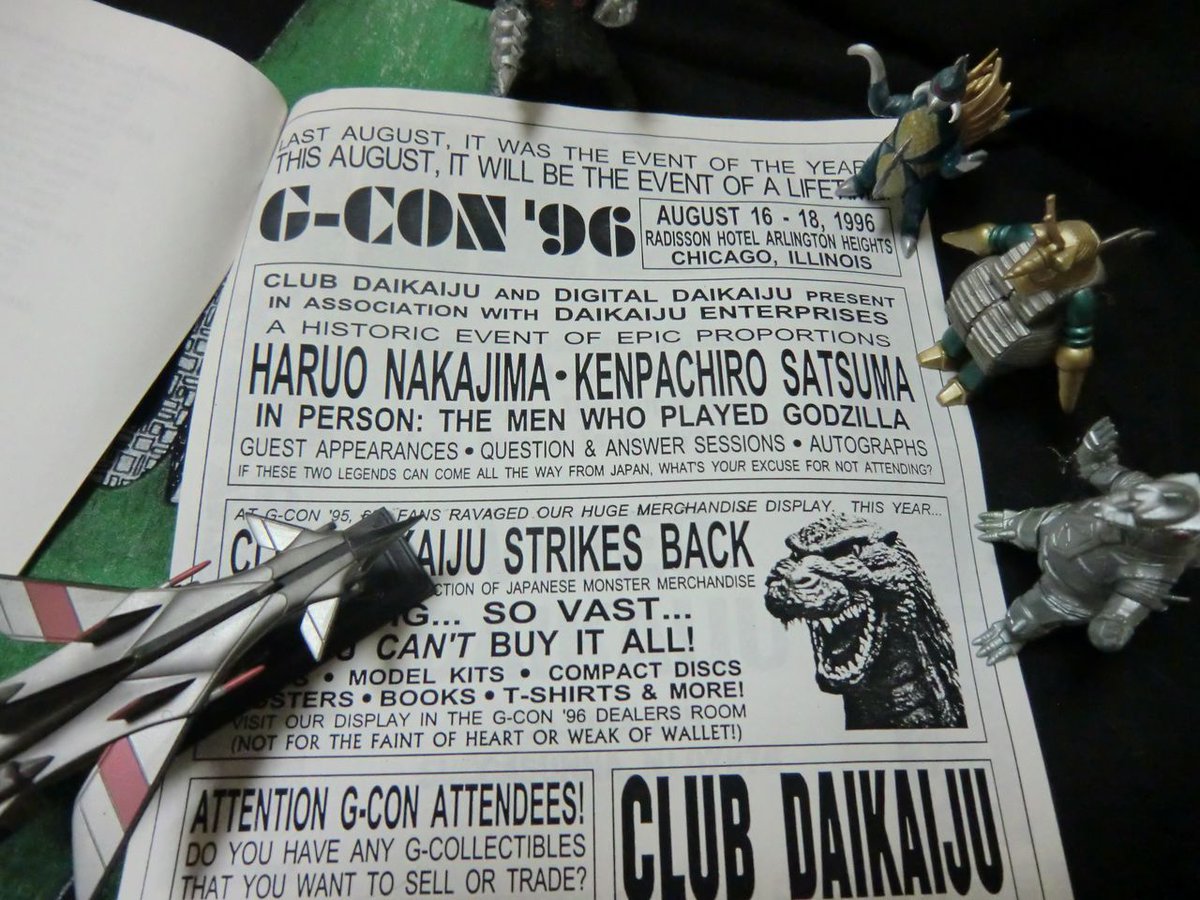 LAST AUGUST, IT WAS THE EVENT OF THE YEAR
THIS AUGUST, IT WILL BE THE EVENT OF A
G-CON '96
AUGUST 16 - 18, 1996
RADISSON HOTEL ARLINGTON HEIGHTS
CHICAGO, ILLINOIS
CLUB DAIKAIJU AND DIGITAL DAIKAIJU PRESENT
IN ASSOCIATION WITH DAIKAIJU ENTERPRISES
A HISTORIC EVENT OF EPIC PROPORTIONS
HARUO NAKAJIMA • KENPACHIRO SATSUMA
IN PERSON: THE MEN WHO PLAYED GODZILLA
GUEST APPEARANCES • QUESTION & ANSWER SESSIONS • AUTOGRAPHS
IF THESE TWO LEGENDS CAN COME ALL THE WAY FROM JAPAN, WHAT'S YOUR EXCUSE FOR NOT ATTENDING?
AT G-CON '95, FANS RAVAGED OUR HUGE MERCHANDISE DISPLAY. THIS YEAR...
STRIKES BACK
OF JAPANESE MONSTER MERCHANDISE
SO VAST...
CAN'T BUY IT ALL!
• MODEL KITS • COMPACT DISCS
• BOOKS • T-SHIRTS & MORE!
VISIT OUR DISPLAY IN THE G-CON '96 DEALERS ROOM
(NOT FOR THE FAINT OF HEART OR WEAK OF WALLET!)
ATTENTION G-CON ATTENDEES!
DO YOU HAVE ANY G-COLLECTIBLES
THAT YOU WANT TO SELL OR TRADE?
CLUB DAIKAIJU